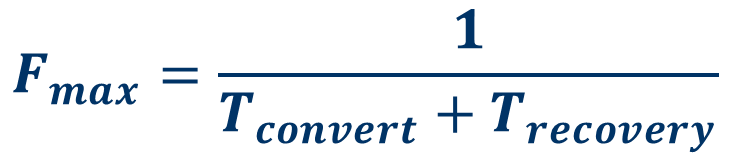 F_max = 1 / (T_convert + T_recovery)